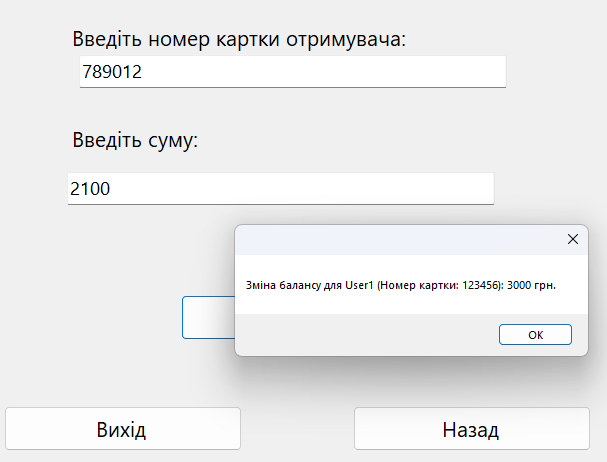 Введіть номер картки отримувача:
789012
Введіть суму:
2100
Зміна балансу для User1 (Номер картки: 123456): 3000 грн.
ОК
Вихід
Назад